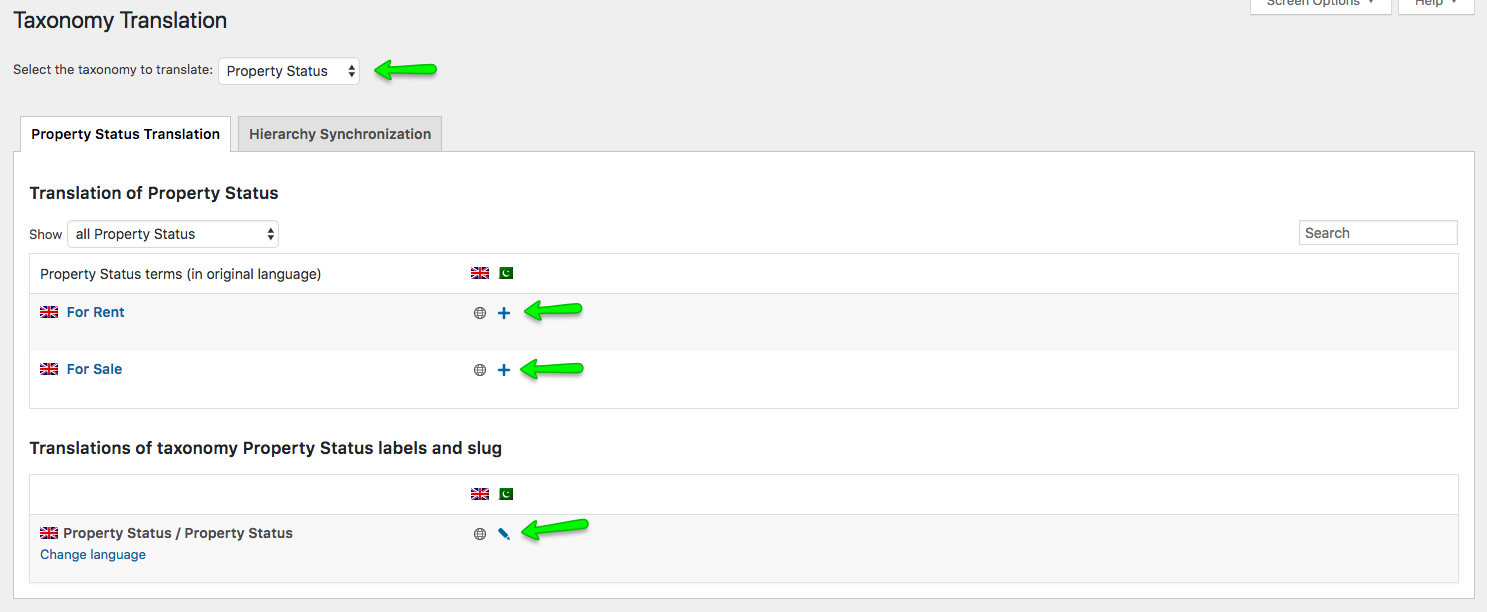 Screen Options Help
Taxonomy Translation
Select the taxonomy to translate: Property Status
Property Status Translation Hierarchy Synchronization
Translation of Property Status
Show all Property Status Search
Property Status terms (in original language)
For Rent
For Sale
Translations of taxonomy Property Status labels and slug
Property Status / Property Status
Change language